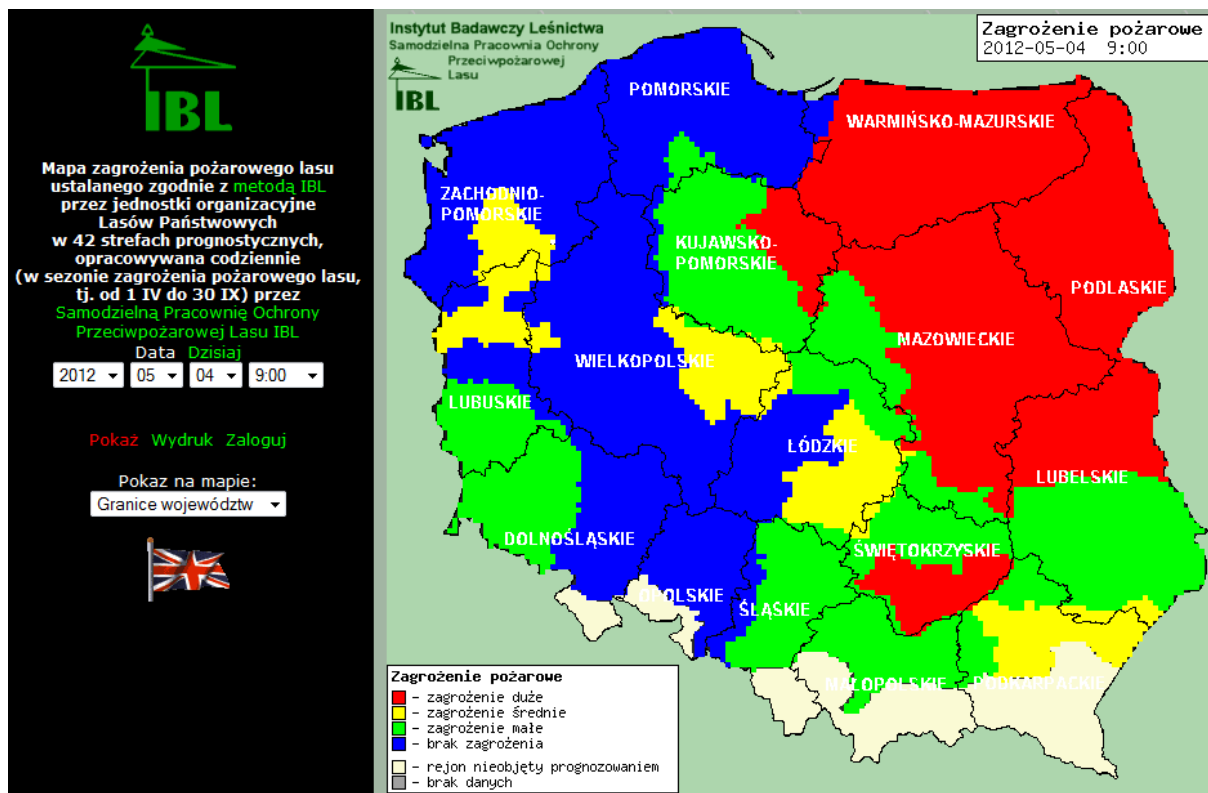 IBL
Mapa zagrożenia pożarowego lasu
ustalanego zgodnie z metodą IBL
przez jednostki organizacyjne
Lasów Państwowych
w 42 strefach prognostycznych,
opracowywana codziennie
(w sezonie zagrożenia pożarowego lasu,
tj. od 1 IV do 30 IX) przez
Samodzielną Pracownię Ochrony
Przeciwpożarowej Lasu IBL
Data Dzisiaj
2012 05 04 9:00
Pokaż Wydruk Zaloguj
Pokaz na mapie:
Granice województw
Instytut Badawczy Leśnictwa
Samodzielna Pracownia Ochrony
Przeciwpożarowej
Lasu
IBL
Zagrożenie pożarowe
2012-05-04 9:00
POMORSKIE
WARMIŃSKO-MAZURSKIE
ZACHODNIO-
POMORSKIE
KUJAWSKO-
POMORSKIE
PODLASKIE
MAZOWIECKIE
WIELKOPOLSKIE
LUBUSKIE
ŁÓDZKIE
LUBELSKIE
DOLNOŚLĄSKIE
ŚWIĘTOKRZYSKIE
OPOLSKIE
ŚLĄSKIE
MAŁOPOLSKIE
PODKARPACKIE
Zagrożenie pożarowe
– zagrożenie duże
– zagrożenie średnie
– zagrożenie małe
– brak zagrożenia
– rejon nieobjęty prognozowaniem
– brak danych